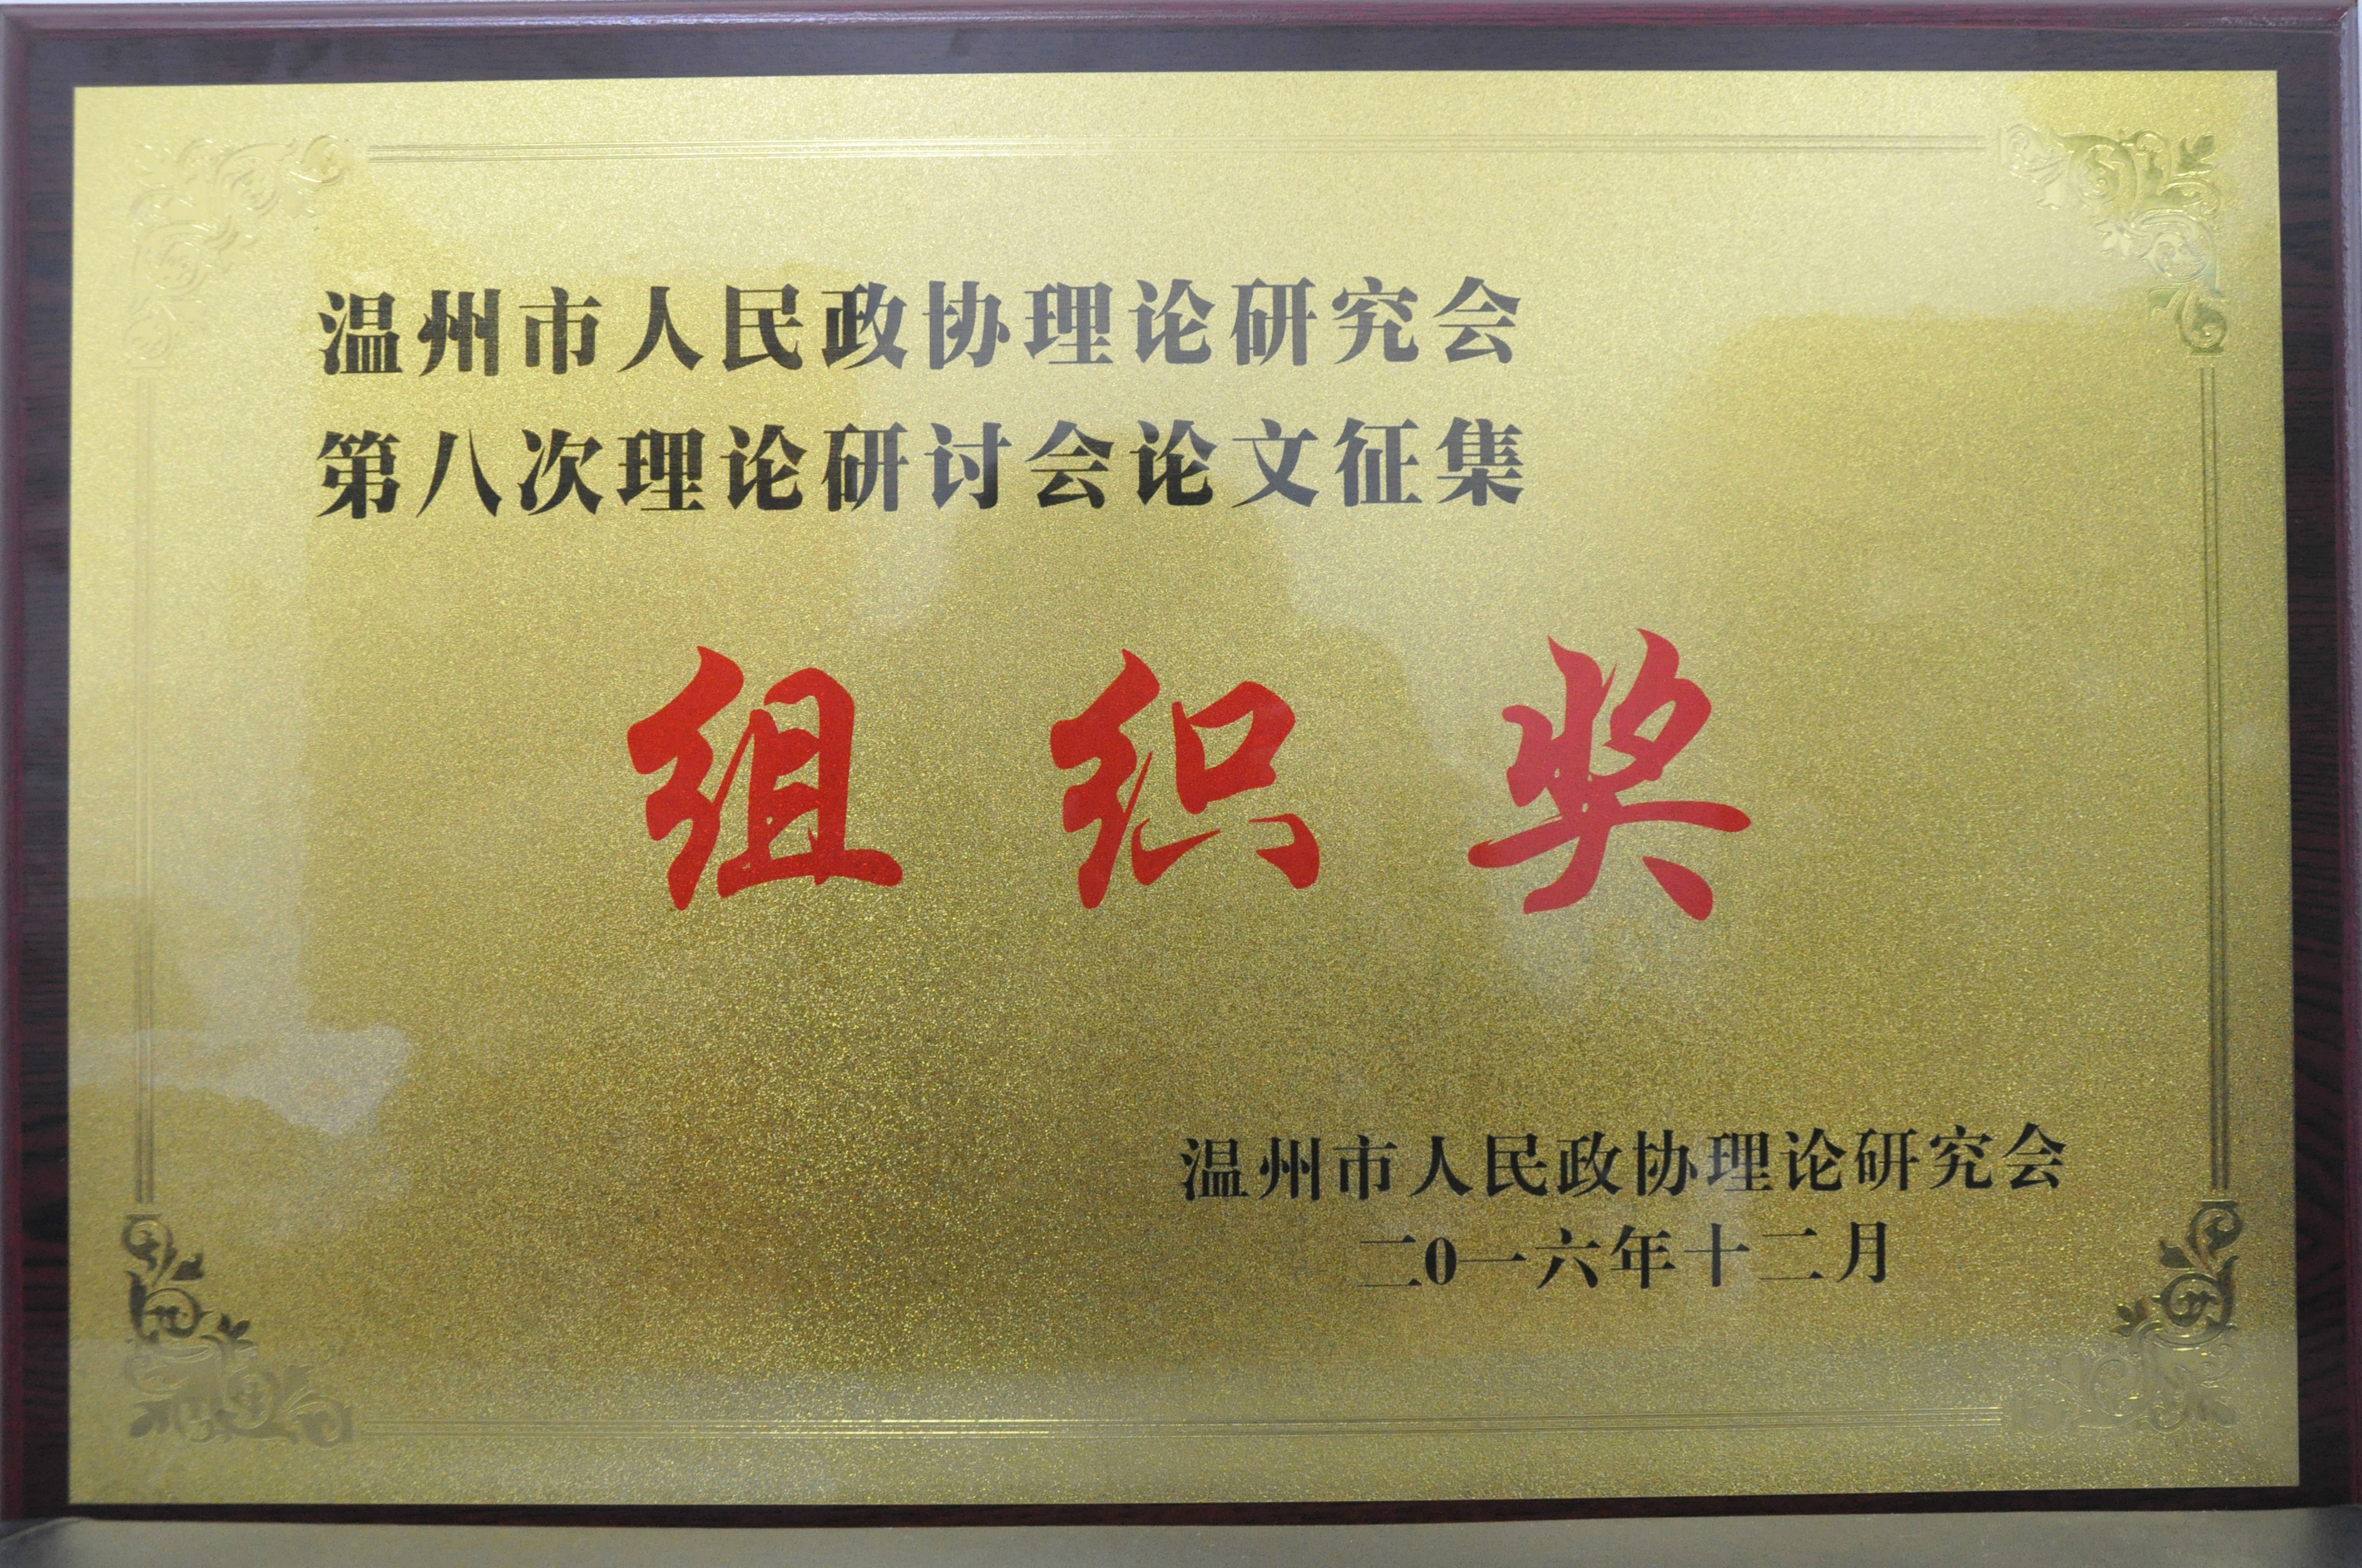 温州市人民政协理论研究会
第八次理论研讨会论文征集
组织奖
温州市人民政协理论研究会
二0一六年十二月